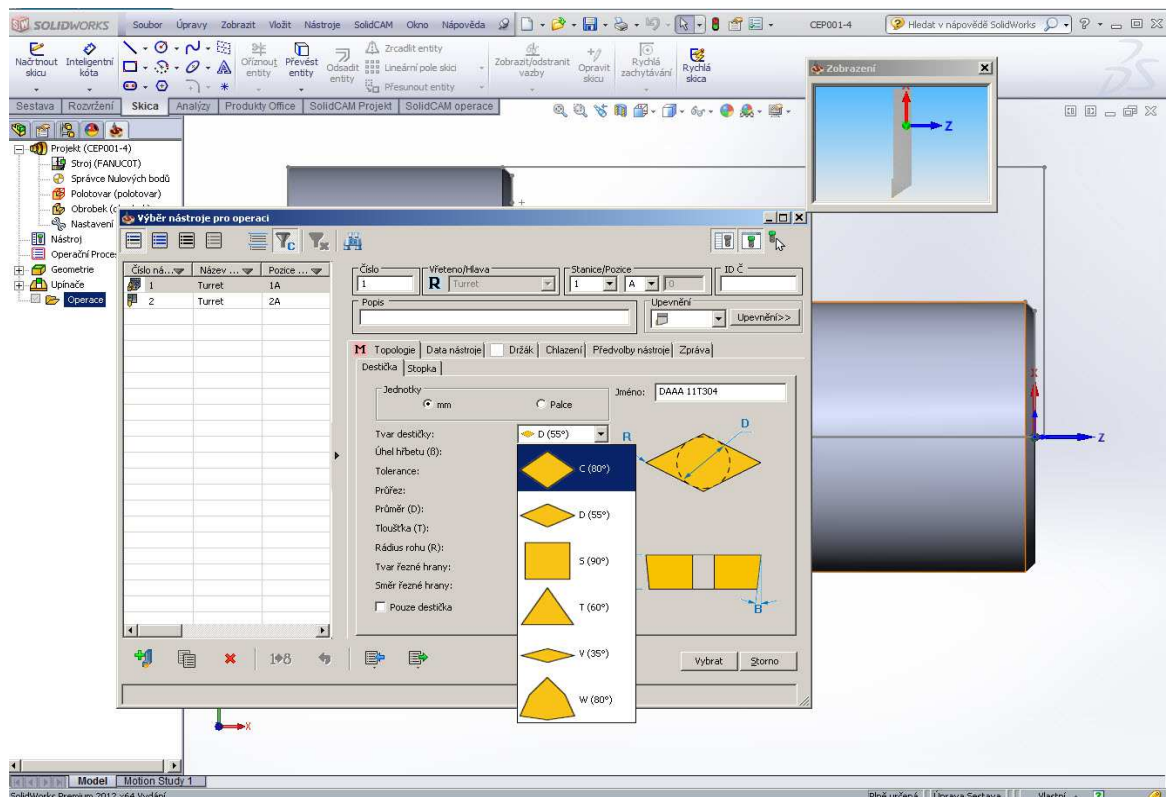 SOLIDWORKS Soubor Úpravy Zobrazit Vložit Nástroje SolidCAM Okno Nápověda CEP001-4 Hledat v nápovědě SolidWorks
Načrtnout skicu
Inteligentní kóta
Oříznout entity
Převést entity
Odsadit entity
Zrcadlit entity
Lineární pole skici
Přesunout entity
Zobrazit/odstranit vazby
Opravit skicu
Rychlá zachytávání
Rychlá skica
Sestava Rozvržení Skica Analýzy Produkty Office SolidCAM Projekt SolidCAM operace
Zobrazení
X
Z
Projekt (CEP001-4)
Stroj (FANUC0T)
Správce Nulových bodů
Polotovar (polotovar)
Obrobek
Nastavení
Nástroj
Operační Proce
Geometrie
Upínače
Operace
Výběr nástroje pro operaci
Číslo ná... Název ... Pozice ...
1 Turret 1A
2 Turret 2A
Číslo Vřeteno/Hlava Stanice/Pozice ID Č
1 R Turret 1 A 0
Popis Upevnění
Upevnění>>
M Topologie Data nástroje Držák Chlazení Předvolby nástroje Zpráva
Destička Stopka
Jednotky
mm Palce
Jméno: DAAA 11T304
Tvar destičky: D (55°)
Úhel hřbetu (ß):
Tolerance:
Průřez:
Průměr (D):
Tloušťka (T):
Rádius rohu (R):
Tvar řezné hrany:
Směr řezné hrany:
Pouze destička
C (80°)
D (55°)
S (90°)
T (60°)
V (35°)
W (80°)
R
D
B
Vybrat Storno
X
Z
X
Model Motion Study 1
SolidWorks Premium 2012 x64 Vydání Plně určená Úprava Sestava Vlastní